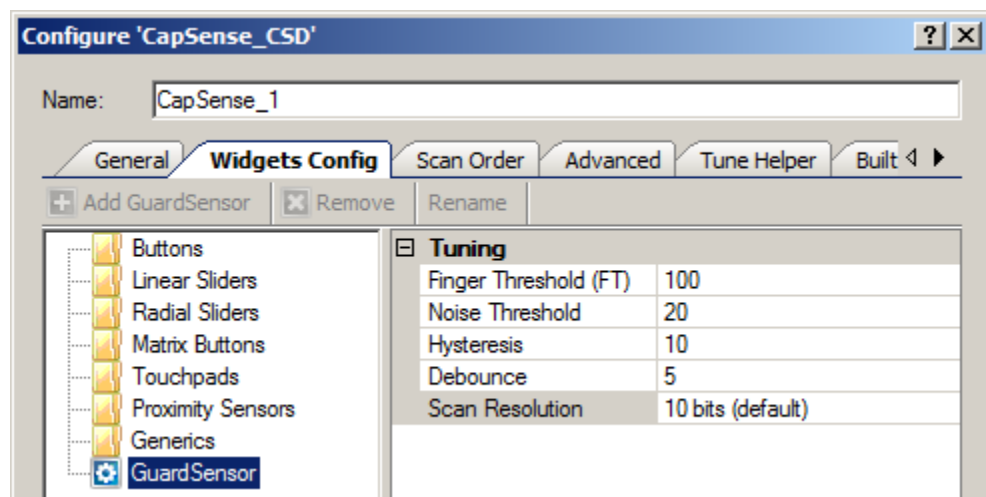 Configure 'CapSense_CSD'
Name: CapSense_1
General Widgets Config Scan Order Advanced Tune Helper Built
Add GuardSensor Remove Rename
Buttons
Linear Sliders
Radial Sliders
Matrix Buttons
Touchpads
Proximity Sensors
Generics
GuardSensor
Tuning
Finger Threshold (FT) 100
Noise Threshold 20
Hysteresis 10
Debounce 5
Scan Resolution 10 bits (default)